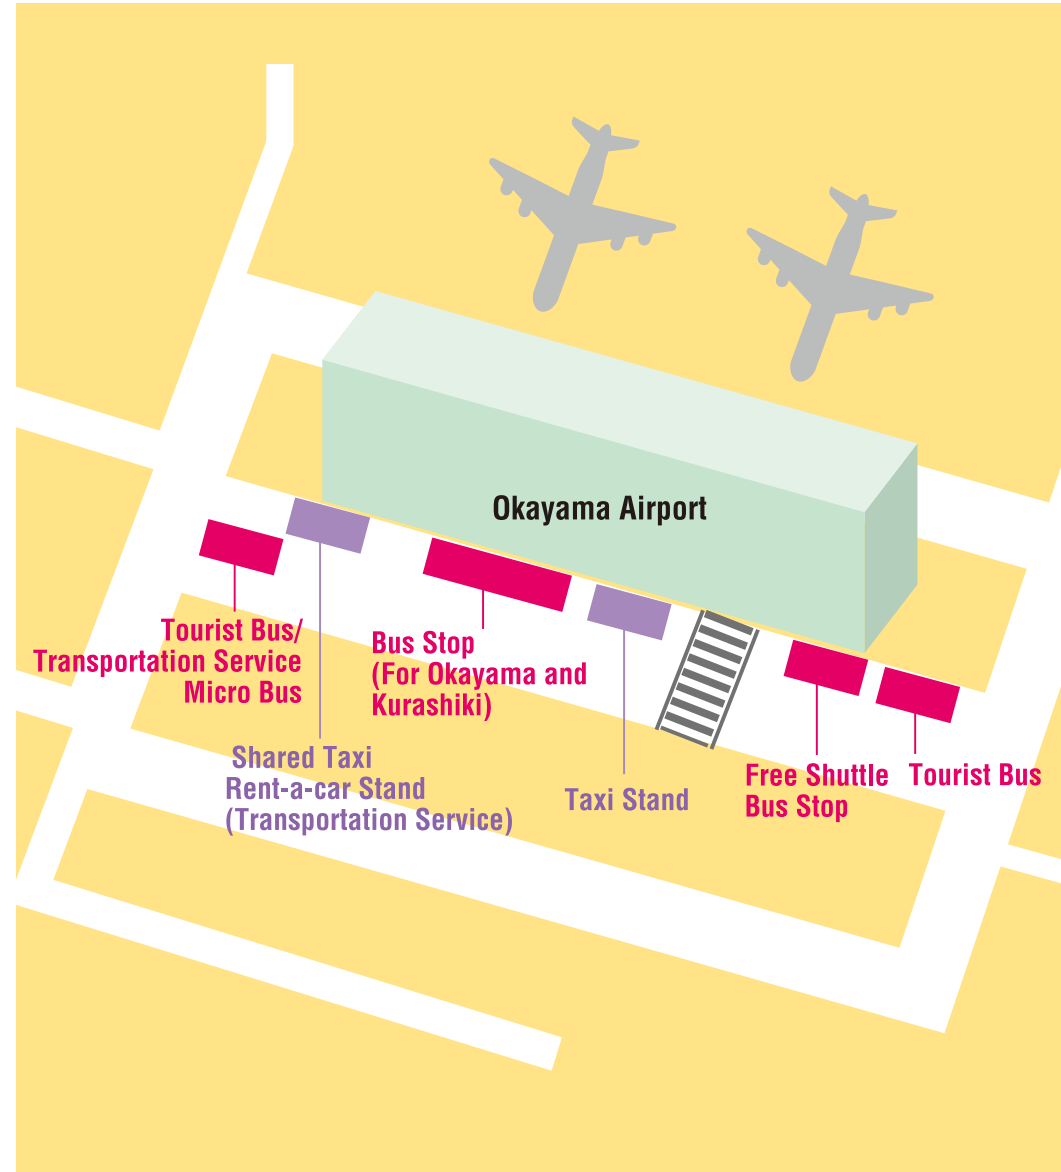 Okayama Airport
Tourist Bus/
Transportation Service
Micro Bus
Bus Stop
(For Okayama and
Kurashiki)
Shared Taxi
Rent-a-car Stand
(Transportation Service)
Taxi Stand
Free Shuttle
Bus Stop
Tourist Bus